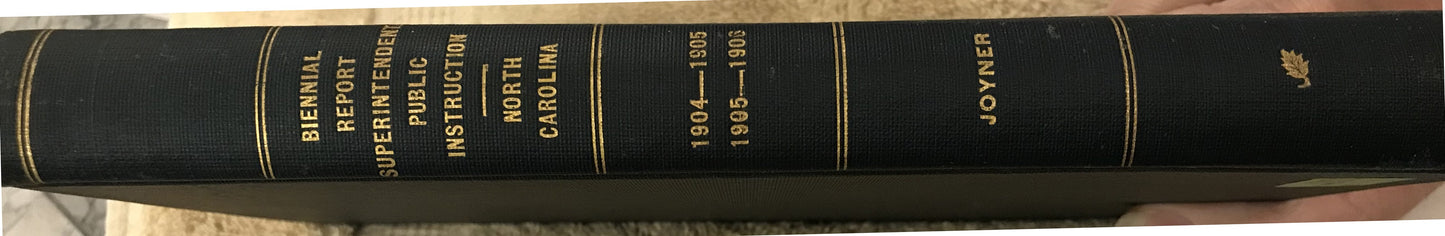 BIENNIAL
REPORT
SUPERINTENDENT
PUBLIC
INSTRUCTION
NORTH
CAROLINA
1904—1905
1905—1906
JOYNER